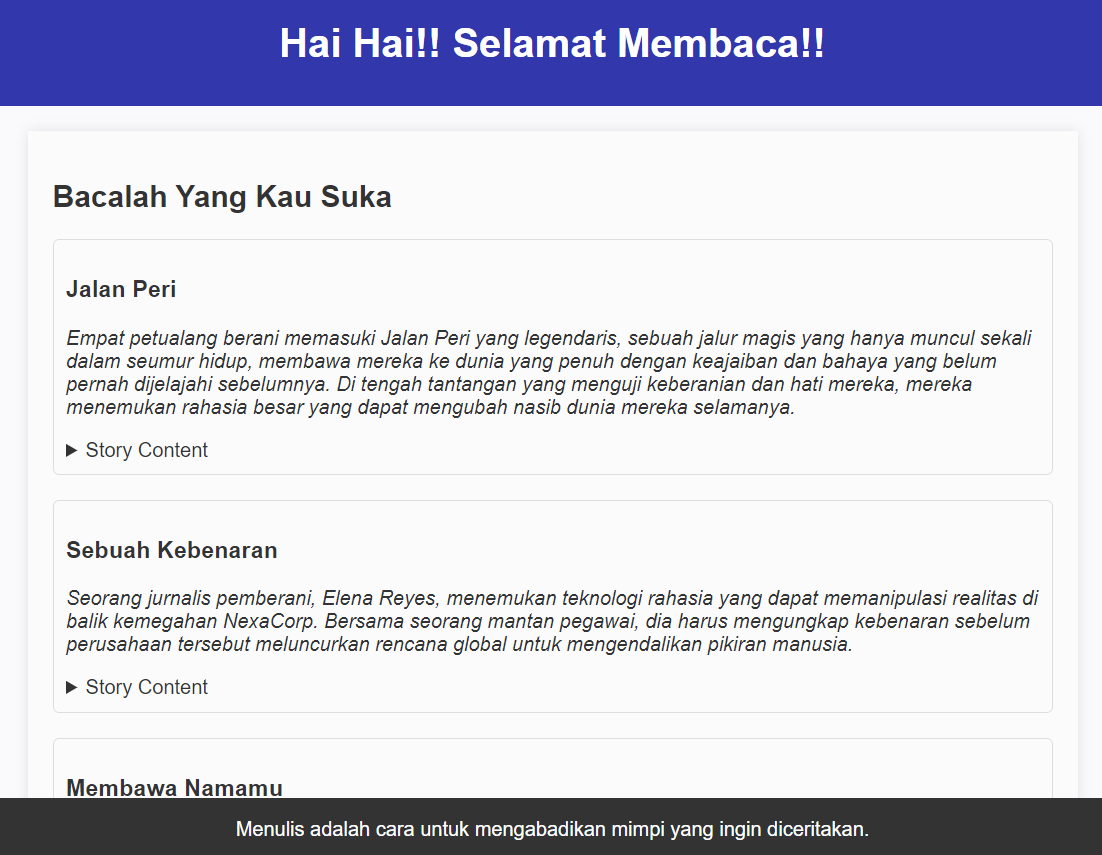 Hai Hai!! Selamat Membaca!!
Bacalah Yang Kau Suka
Jalan Peri
Empat petualang berani memasuki Jalan Peri yang legendaris, sebuah jalur magis yang hanya muncul sekali
dalam seumur hidup, membawa mereka ke dunia yang penuh dengan keajaiban dan bahaya yang belum
pernah dijelajahi sebelumnya. Di tengah tantangan yang menguji keberanian dan hati mereka, mereka
menemukan rahasia besar yang dapat mengubah nasib dunia mereka selamanya.
Story Content
Sebuah Kebenaran
Seorang jurnalis pemberani, Elena Reyes, menemukan teknologi rahasia yang dapat memanipulasi realitas di
balik kemegahan NexaCorp. Bersama seorang mantan pegawai, dia harus mengungkap kebenaran sebelum
perusahaan tersebut meluncurkan rencana global untuk mengendalikan pikiran manusia.
Story Content
Membawa Namamu
Menulis adalah cara untuk mengabadikan mimpi yang ingin diceritakan.